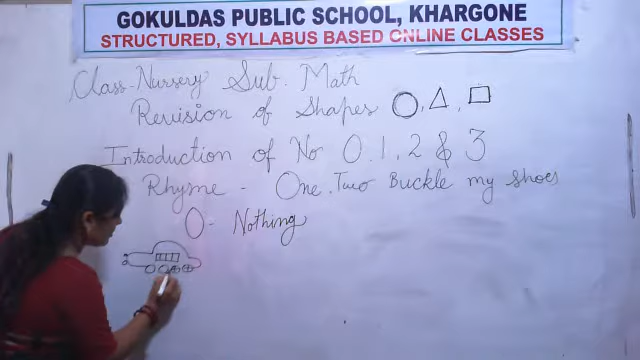 GOKULDAS PUBLIC SCHOOL, KHARGONE
STRUCTURED, SYLLABUS BASED ONLINE CLASSES
Class-Nursery Sub. Math
Revision of Shapes
Introduction of No 0, 1, 2 & 3
Rhyme - One, Two Buckle my shoes
0 - Nothing